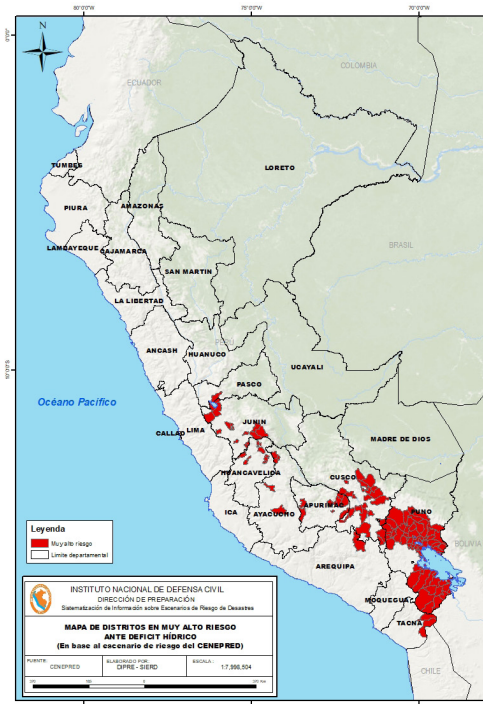 80°0'0"O
75°0'0"O
70°0'0"O
0°0'0"
N
COLOMBIA
ECUADOR
TUMBES
LORETO
PIURA
AMAZONAS
LAMBAYEQUE
CAJAMARCA
BRASIL
SAN MARTIN
LA LIBERTAD
PERÚ
ANCASH
HUANUCO
UCAYALI
10°0'0"S
PASCO
Océano Pacífico
JUNIN
LIMA
CALLAO
MADRE DE DIOS
HUANCAVELICA
CUSCO
ICA
AYACUCHO
APURIMAC
PUNO
BOLIVIA
AREQUIPA
MOQUEGUA
TACNA
CHILE
Leyenda
Muy alto riesgo
Limite departamental
INSTITUTO NACIONAL DE DEFENSA CIVIL
DIRECCIÓN DE PREPARACIÓN
Sistematización de Información sobre Escenarios de Riesgo de Desastres
MAPA DE DISTRITOS EN MUY ALTO RIESGO
ANTE DEFICIT HÍDRICO
(En base al escenario de riesgo del CENEPRED)
FUENTE:
CENEPRED
ELABORADO POR:
DIPRE - SIERD
ESCALA :
1:7,998,504